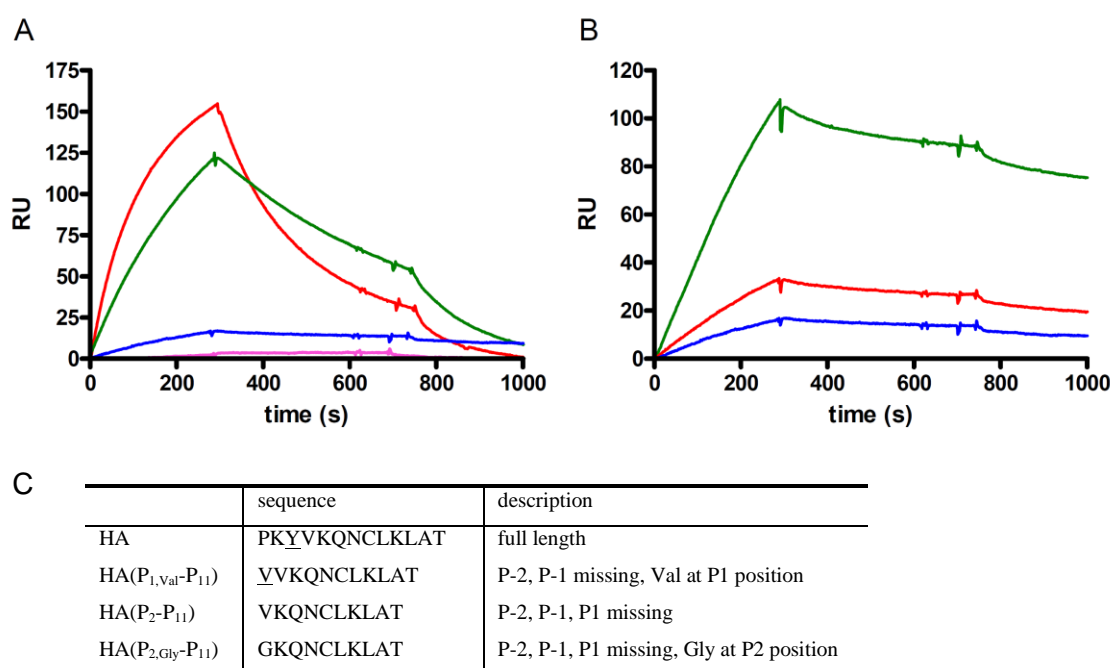 A
B
RU
175
150
125
100
75
50
25
0
0 200 400 600 800 1000
time (s)
RU
120
100
80
60
40
20
0
0 200 400 600 800 1000
time (s)
C
sequence description
HA PKYVKQNCLKLAT full length
HA(P1,Val-P11) VVKQNCLKLAT P-2, P-1 missing, Val at P1 position
HA(P2-P11) VKQNCLKLAT P-2, P-1, P1 missing
HA(P2,Gly-P11) GKQNCLKLAT P-2, P-1, P1 missing, Gly at P2 position